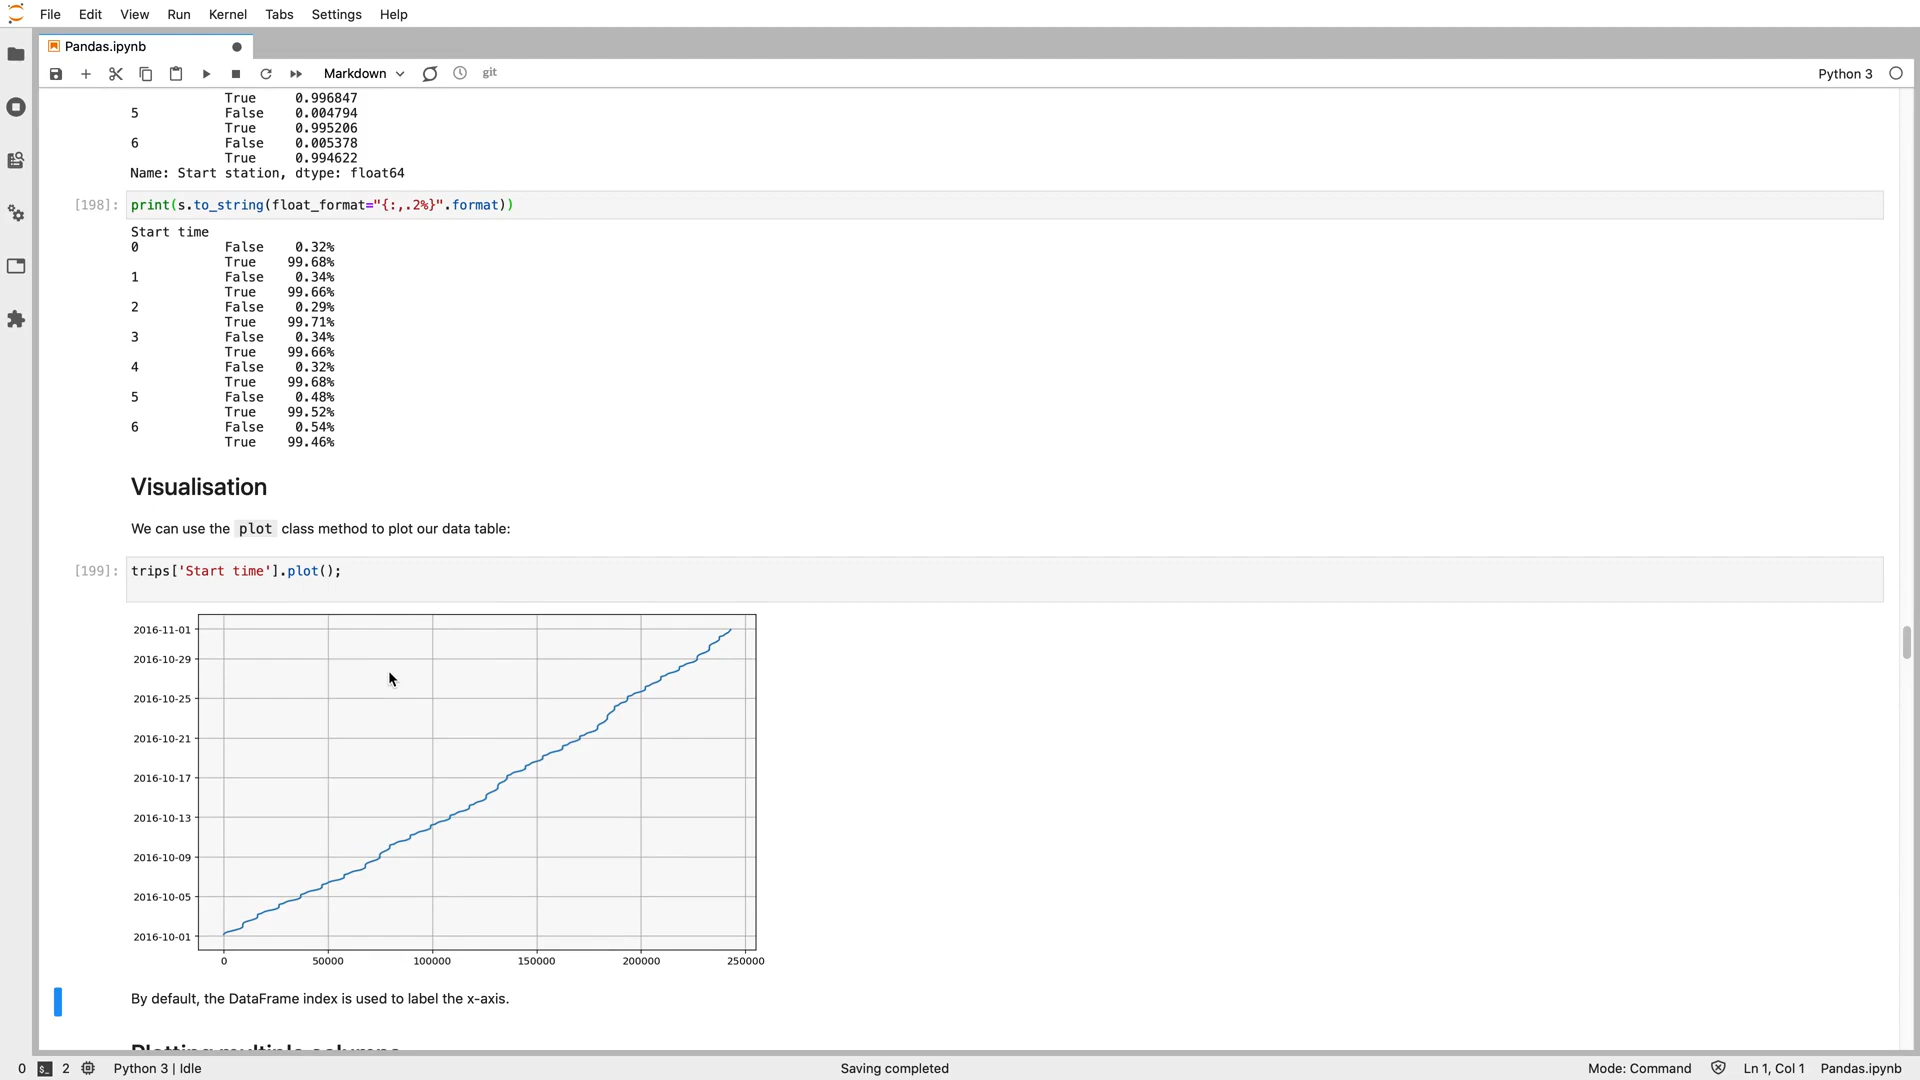 File Edit View Run Kernel Tabs Settings Help
Pandas.ipynb
Markdown git Python 3
True 0.996847
5 False 0.004794
True 0.995206
6 False 0.005378
True 0.994622
Name: Start station, dtype: float64
[198]: print(s.to_string(float_format="{:,.2%}".format))
Start time
0 False 0.32%
True 99.68%
1 False 0.34%
True 99.66%
2 False 0.29%
True 99.71%
3 False 0.34%
True 99.66%
4 False 0.32%
True 99.68%
5 False 0.48%
True 99.52%
6 False 0.54%
True 99.46%
Visualisation
We can use the plot class method to plot our data table:
[199]: trips['Start time'].plot();
2016-11-01
2016-10-29
2016-10-25
2016-10-21
2016-10-17
2016-10-13
2016-10-09
2016-10-05
2016-10-01
0 50000 100000 150000 200000 250000
By default, the DataFrame index is used to label the x-axis.
Plotting multiple columns
0 2 Python 3 | Idle Saving completed Mode: Command Ln 1, Col 1 Pandas.ipynb